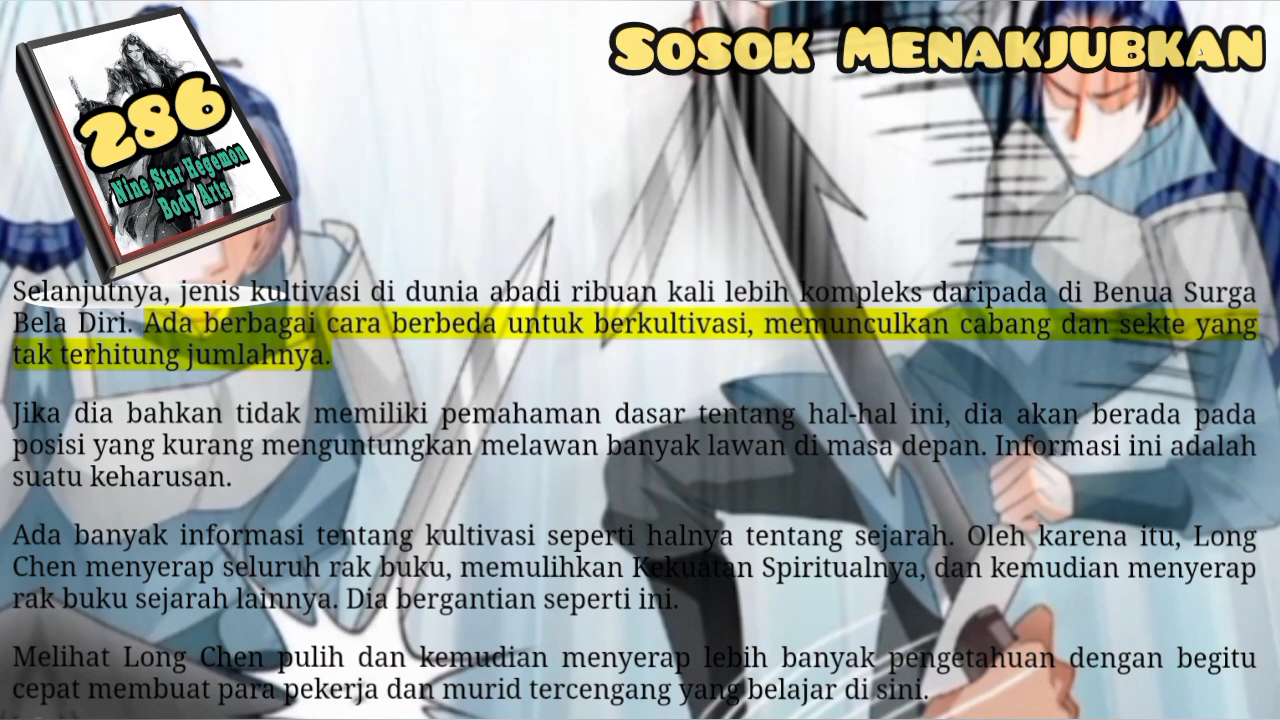 286
Nine Star Hegemon
Body Arts
Sosok Menakjubkan
Selanjutnya, jenis kultivasi di dunia abadi ribuan kali lebih kompleks daripada di Benua Surga
Bela Diri. Ada berbagai cara berbeda untuk berkultivasi, memunculkan cabang dan sekte yang
tak terhitung jumlahnya.
Jika dia bahkan tidak memiliki pemahaman dasar tentang hal-hal ini, dia akan berada pada
posisi yang kurang menguntungkan melawan banyak lawan di masa depan. Informasi ini adalah
suatu keharusan.
Ada banyak informasi tentang kultivasi seperti halnya tentang sejarah. Oleh karena itu, Long
Chen menyerap seluruh rak buku, memulihkan Kekuatan Spiritualnya, dan kemudian menyerap
rak buku sejarah lainnya. Dia bergantian seperti ini.
Melihat Long Chen pulih dan kemudian menyerap lebih banyak pengetahuan dengan begitu
cepat membuat para pekerja dan murid tercengang yang belajar di sini.